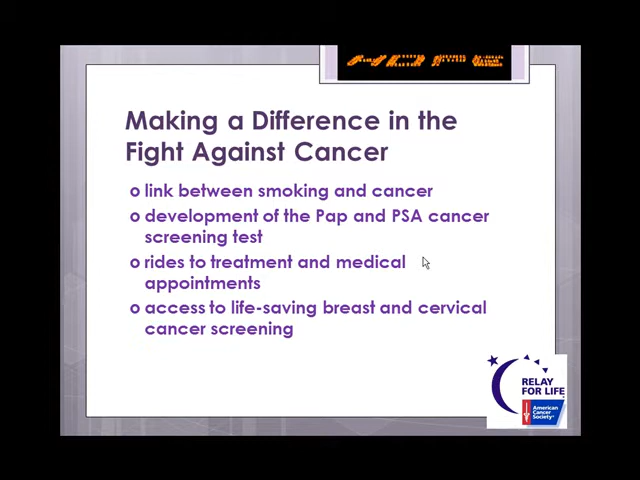 HOPE
Making a Difference in the
Fight Against Cancer
o link between smoking and cancer
o development of the Pap and PSA cancer
screening test
o rides to treatment and medical
appointments
o access to life-saving breast and cervical
cancer screening
RELAY
FOR LIFE
American
Cancer
Society